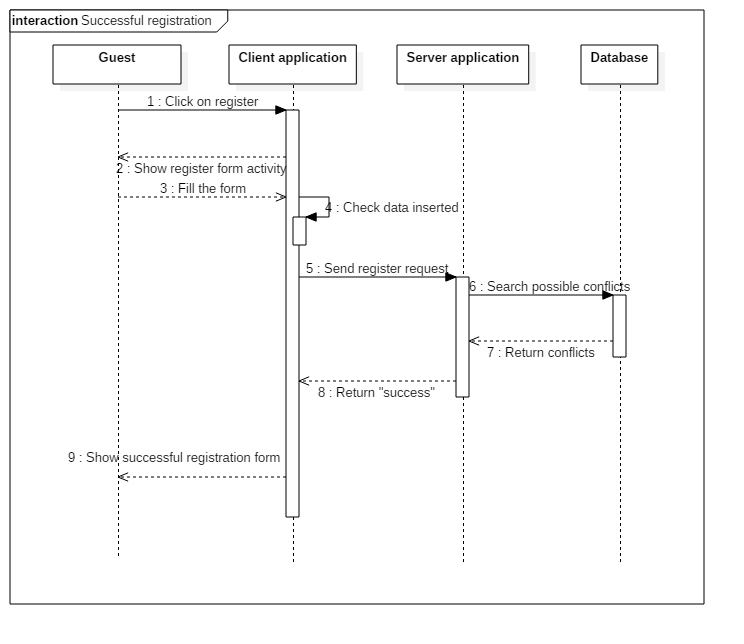 interaction Successful registration
Guest
Client application
Server application
Database
1 : Click on register
2 : Show register form activity
3 : Fill the form
4 : Check data inserted
5 : Send register request
6 : Search possible conflicts
7 : Return conflicts
8 : Return "success"
9 : Show successful registration form